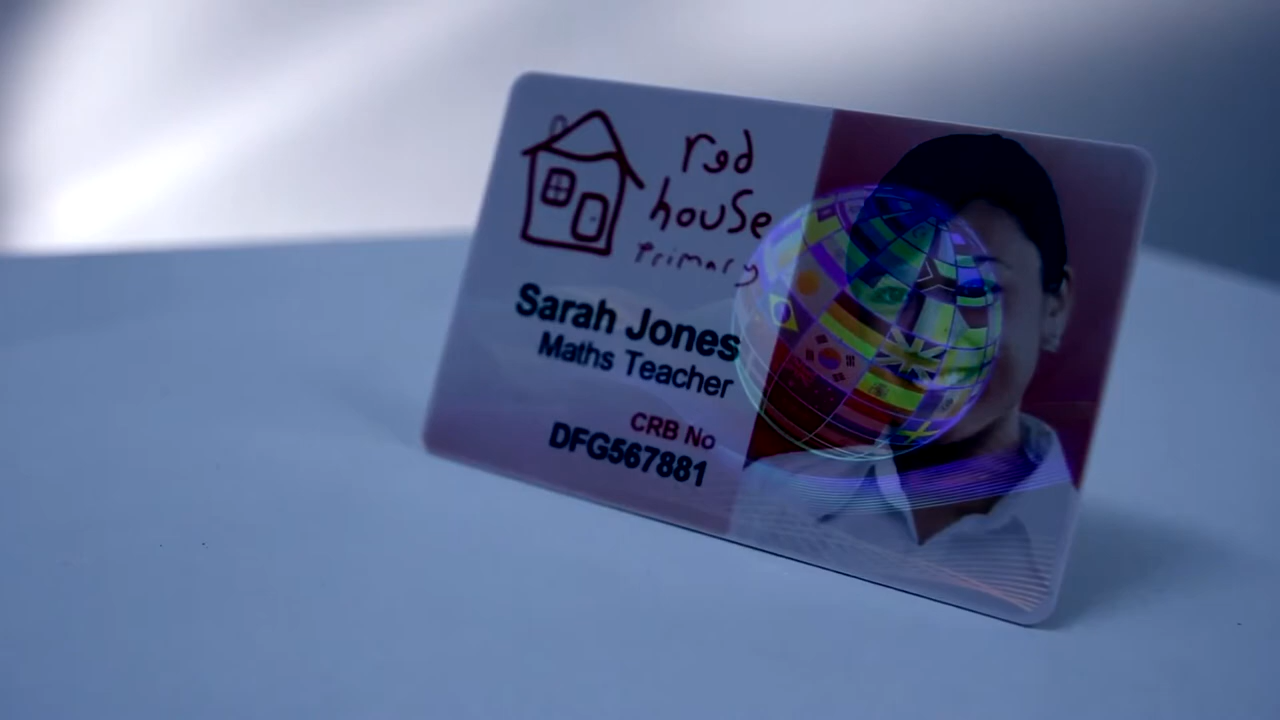 red
house
Primary
Sarah Jones
Maths Teacher
CRB No
DFG567881